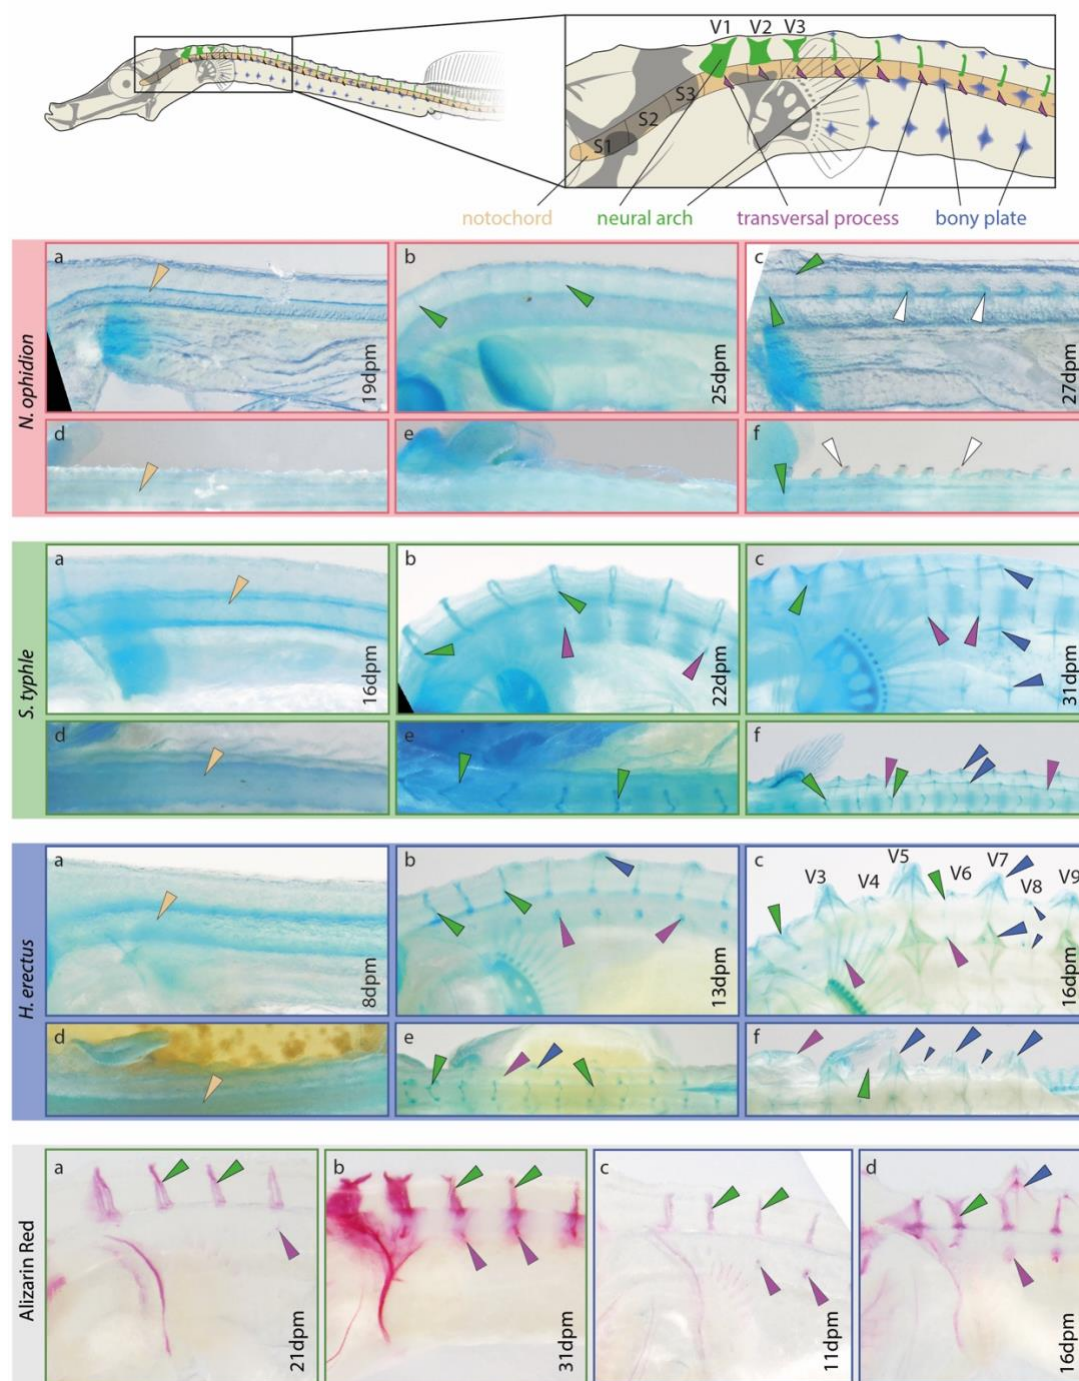 V1 V2 V3
S3
S2
S1
notochord neural arch transversal process bony plate
N. ophidion
a
19dpm
b
25dpm
c
27dpm
d
e
f
S. typhle
a
16dpm
b
22dpm
c
31dpm
d
e
f
H. erectus
a
8dpm
b
13dpm
c
V3 V4 V5 V6 V7 V8 V9
16dpm
d
e
f
Alizarin Red
a
21dpm
b
31dpm
c
11dpm
d
16dpm